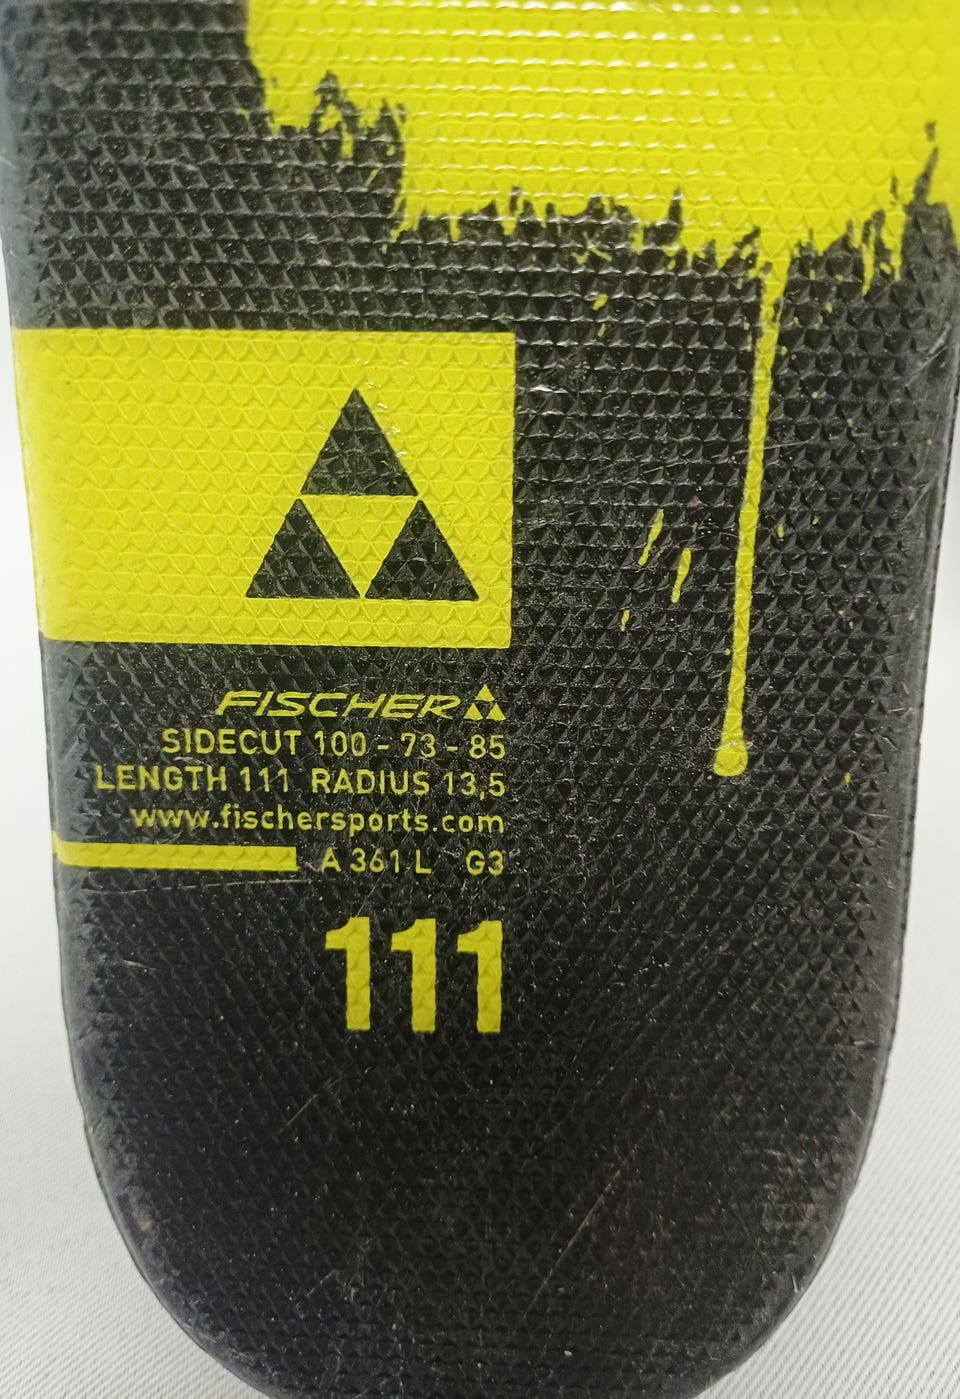 FISCHER
SIDECUT 100 - 73 - 85
LENGTH 111 RADIUS 13,5
www.fischersports.com
A 361 L G3
111